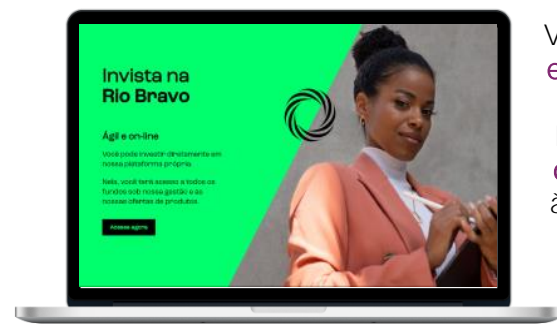 Invista na
Rio Bravo
Ágil e on-line
Você pode investir diretamente em
nossa plataforma própria.
Nela, você terá acesso a todos os
fundos sob nossa gestão e as
nossas ofertas de produtos.
Acesse agora
V
e
e
à